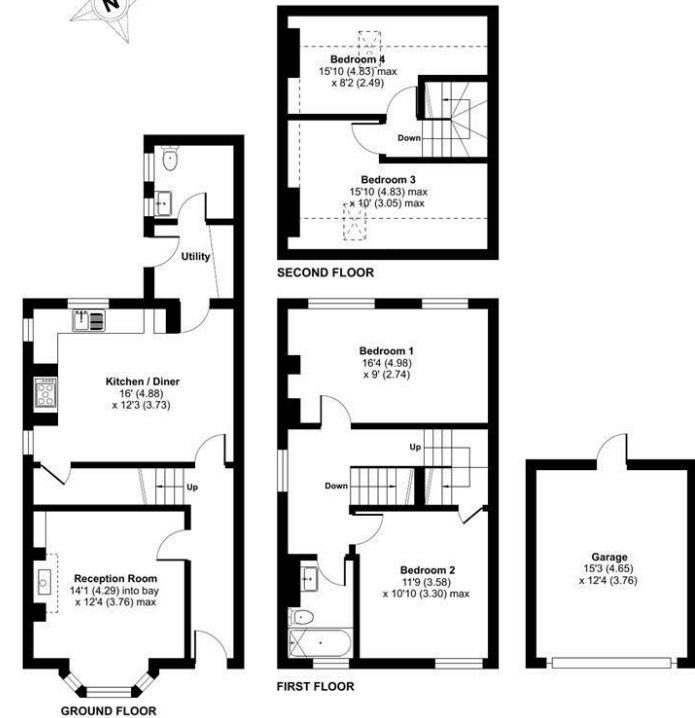 N
Bedroom 4
15'10 (4.83) max
x 8'2 (2.49)
Down
Bedroom 3
15'10 (4.83) max
x 10' (3.05) max
SECOND FLOOR
Utility
Kitchen / Diner
16' (4.88)
x 12'3 (3.73)
Up
Reception Room
14'1 (4.29) into bay
x 12'4 (3.76) max
GROUND FLOOR
Bedroom 1
16'4 (4.98)
x 9' (2.74)
Up
Down
Bedroom 2
11'9 (3.58)
x 10'10 (3.30) max
FIRST FLOOR
Garage
15'3 (4.65)
x 12'4 (3.76)